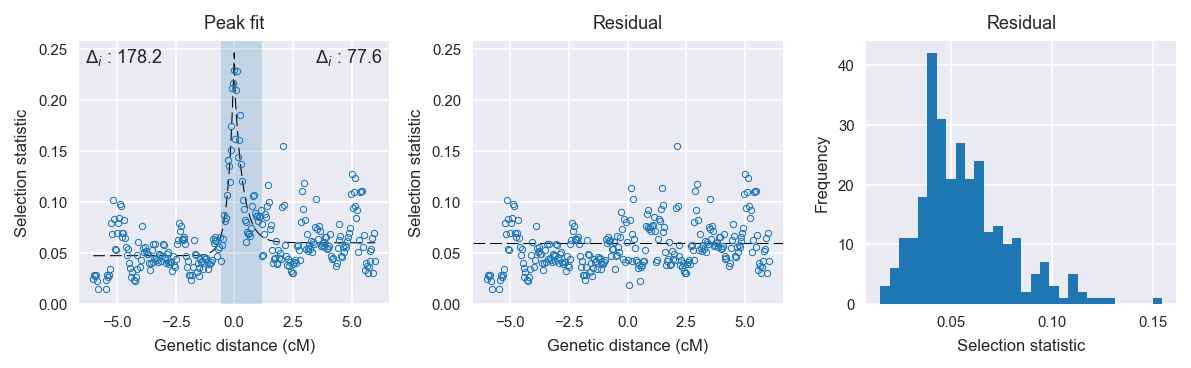 Peak fit
Δi : 178.2
Δi : 77.6
0.25
0.20
0.15
0.10
0.05
0.00
Selection statistic
−5.0
−2.5
0.0
2.5
5.0
Genetic distance (cM)
Residual
0.25
0.20
0.15
0.10
0.05
0.00
Selection statistic
−5.0
−2.5
0.0
2.5
5.0
Genetic distance (cM)
Residual
40
30
20
10
0
Frequency
0.05
0.10
0.15
Selection statistic